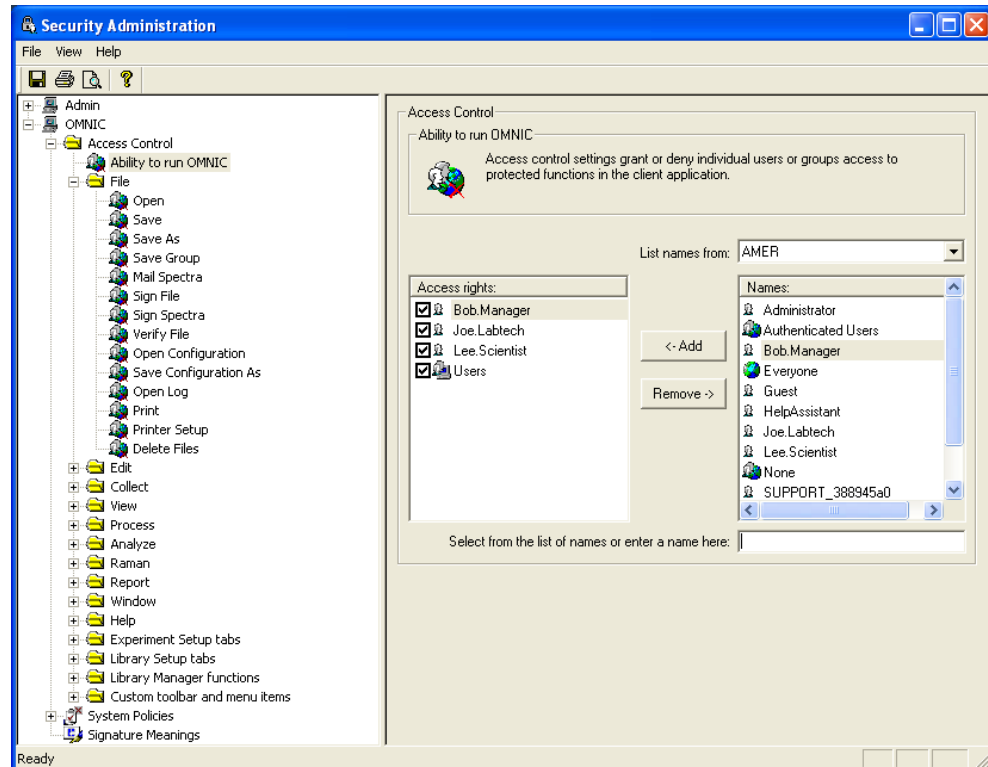 Security Administration
File View Help
Admin
OMNIC
Access Control
Ability to run OMNIC
File
Open
Save
Save As
Save Group
Mail Spectra
Sign File
Sign Spectra
Verify File
Open Configuration
Save Configuration As
Open Log
Print
Printer Setup
Delete Files
Edit
Collect
View
Process
Analyze
Raman
Report
Window
Help
Experiment Setup tabs
Library Setup tabs
Library Manager functions
Custom toolbar and menu items
System Policies
Signature Meanings
Access Control
Ability to run OMNIC
Access control settings grant or deny individual users or groups access to
protected functions in the client application.
List names from: AMER
Access rights:
Bob.Manager
Joe.Labtech
Lee.Scientist
Users
<- Add
Remove ->
Names:
Administrator
Authenticated Users
Bob.Manager
Everyone
Guest
HelpAssistant
Joe.Labtech
Lee.Scientist
None
SUPPORT_388945a0
Select from the list of names or enter a name here:
Ready